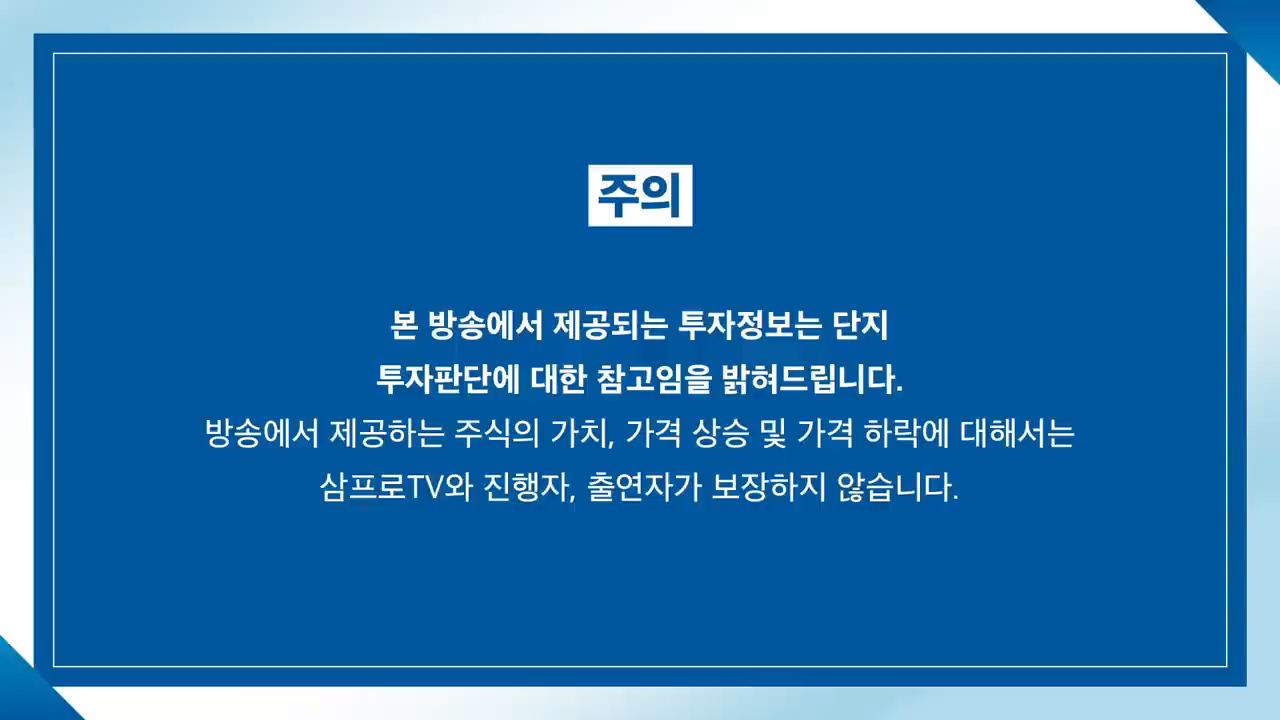 주의
본 방송에서 제공되는 투자정보는 단지
투자판단에 대한 참고임을 밝혀드립니다.
방송에서 제공하는 주식의 가치, 가격 상승 및 가격 하락에 대해서는
삼프로TV와 진행자, 출연자가 보장하지 않습니다.